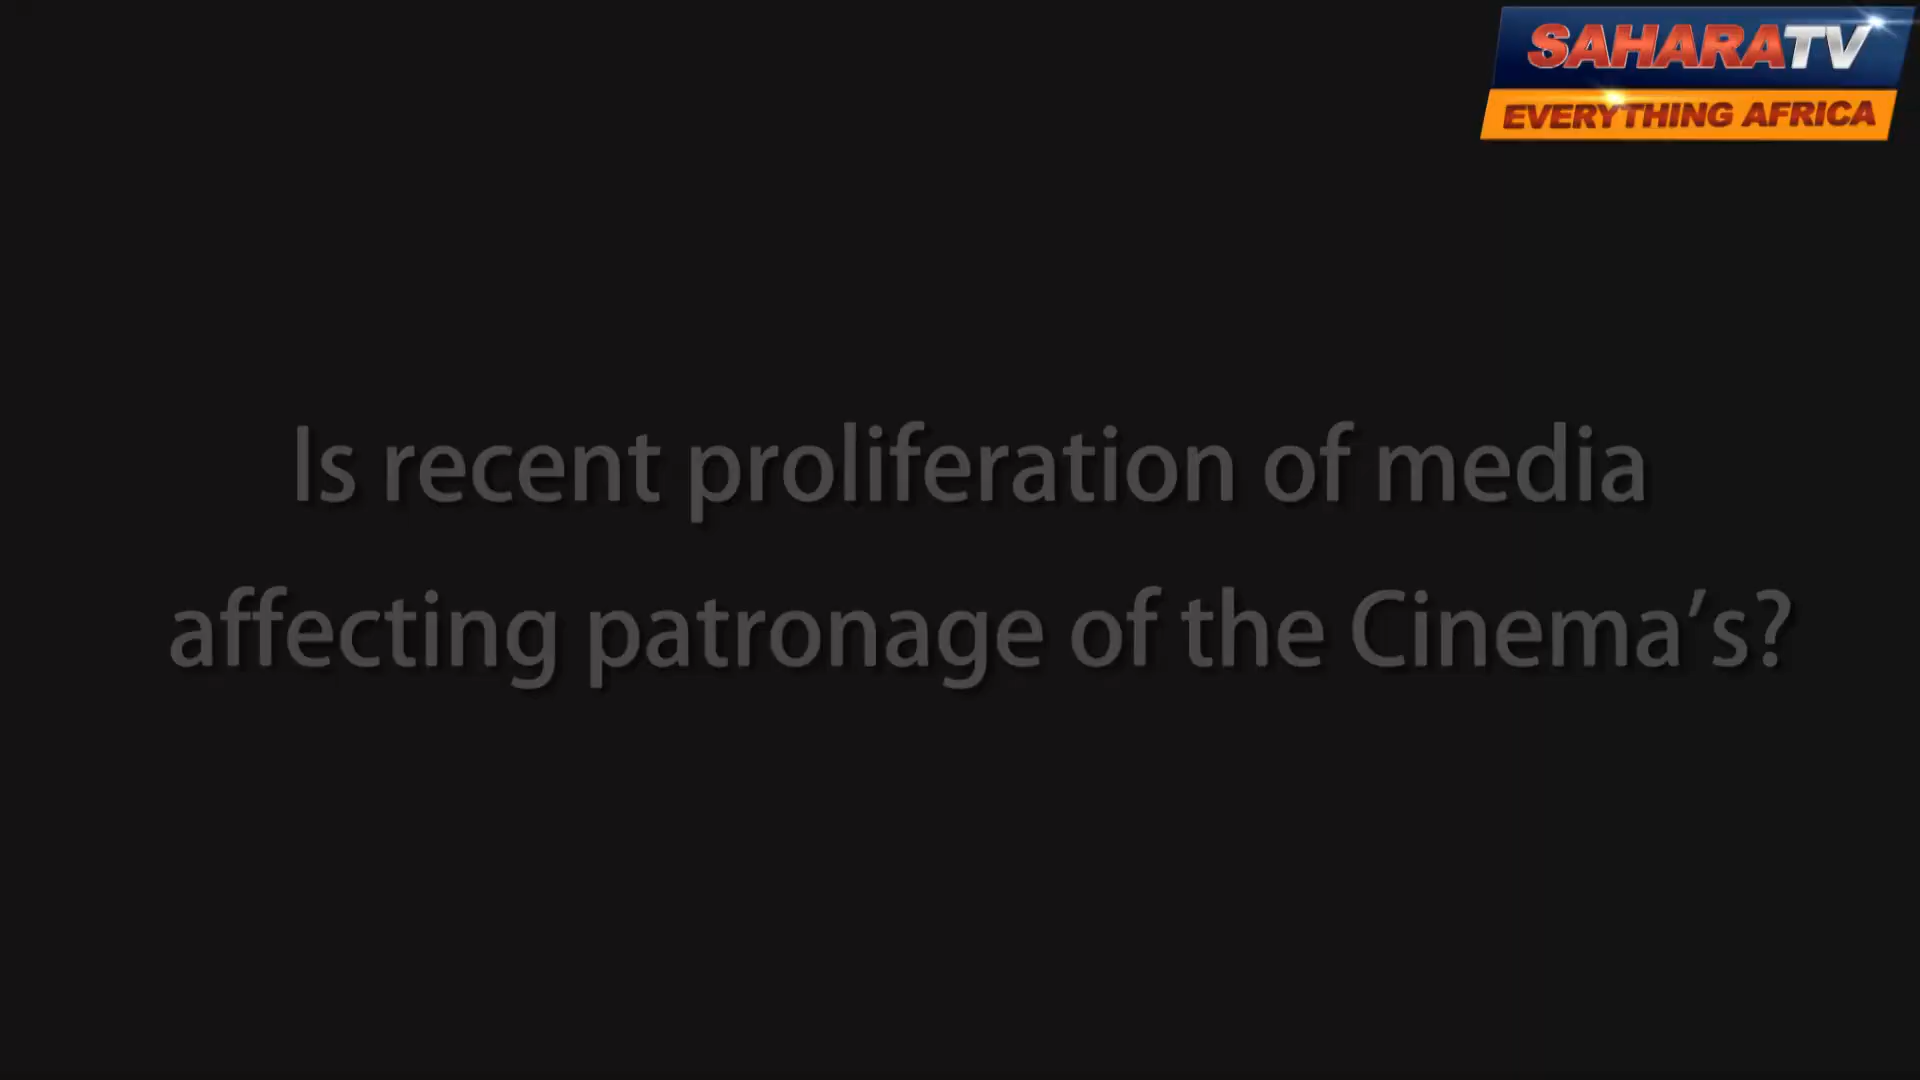 SAHARATV
EVERYTHING AFRICA
Is recent proliferation of media
affecting patronage of the Cinema’s?